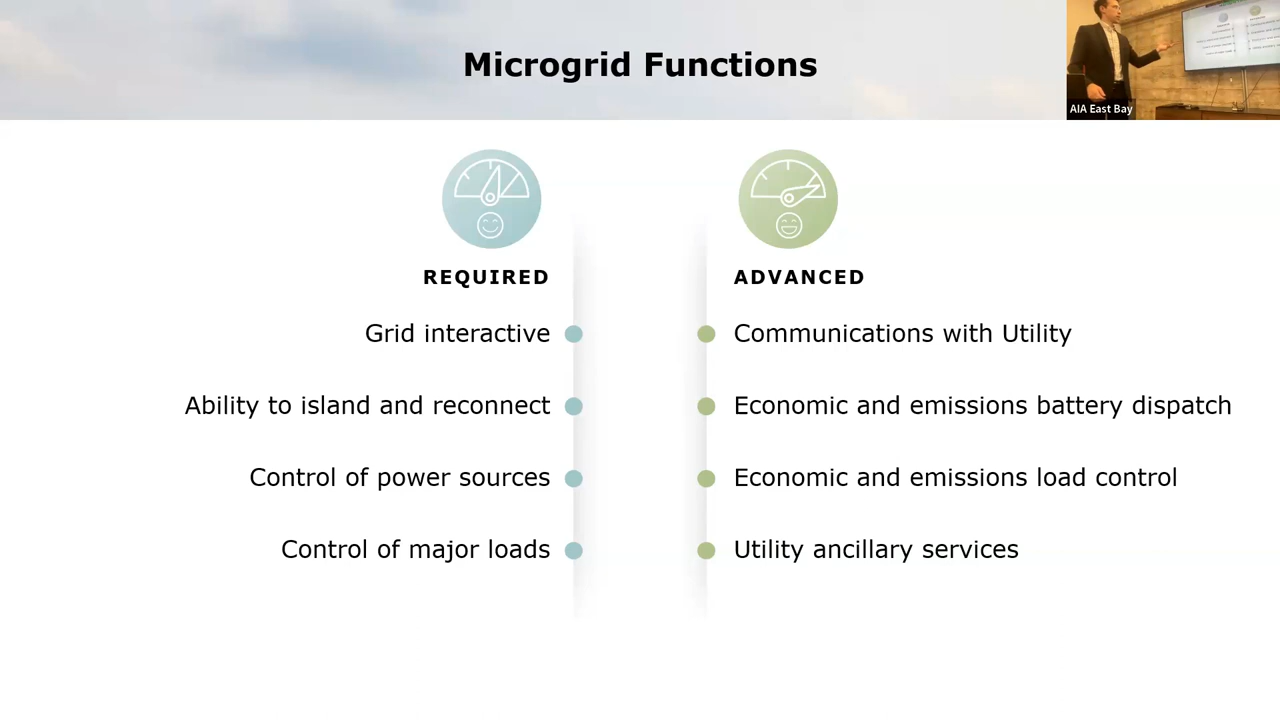 Microgrid Functions
AIA East Bay
REQUIRED
Grid interactive
Ability to island and reconnect
Control of power sources
Control of major loads
ADVANCED
Communications with Utility
Economic and emissions battery dispatch
Economic and emissions load control
Utility ancillary services